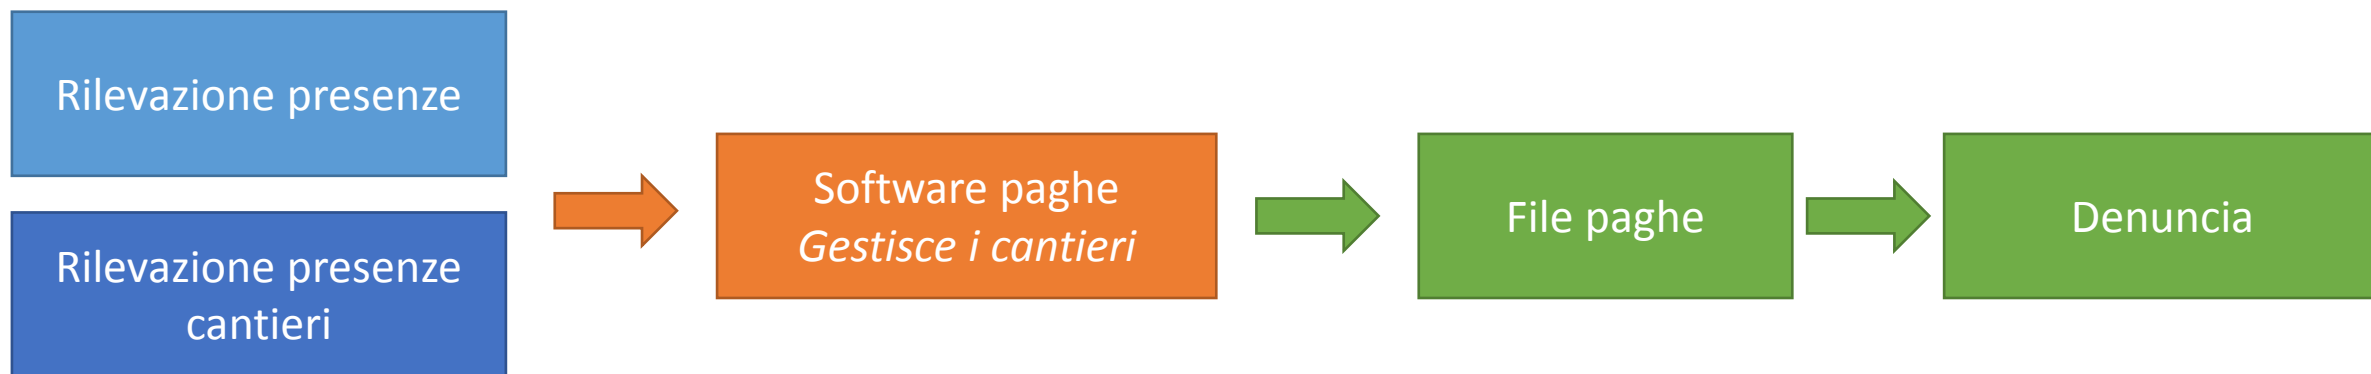 Rilevazione presenze
Rilevazione presenze
cantieri
Software paghe
Gestisce i cantieri
File paghe
Denuncia